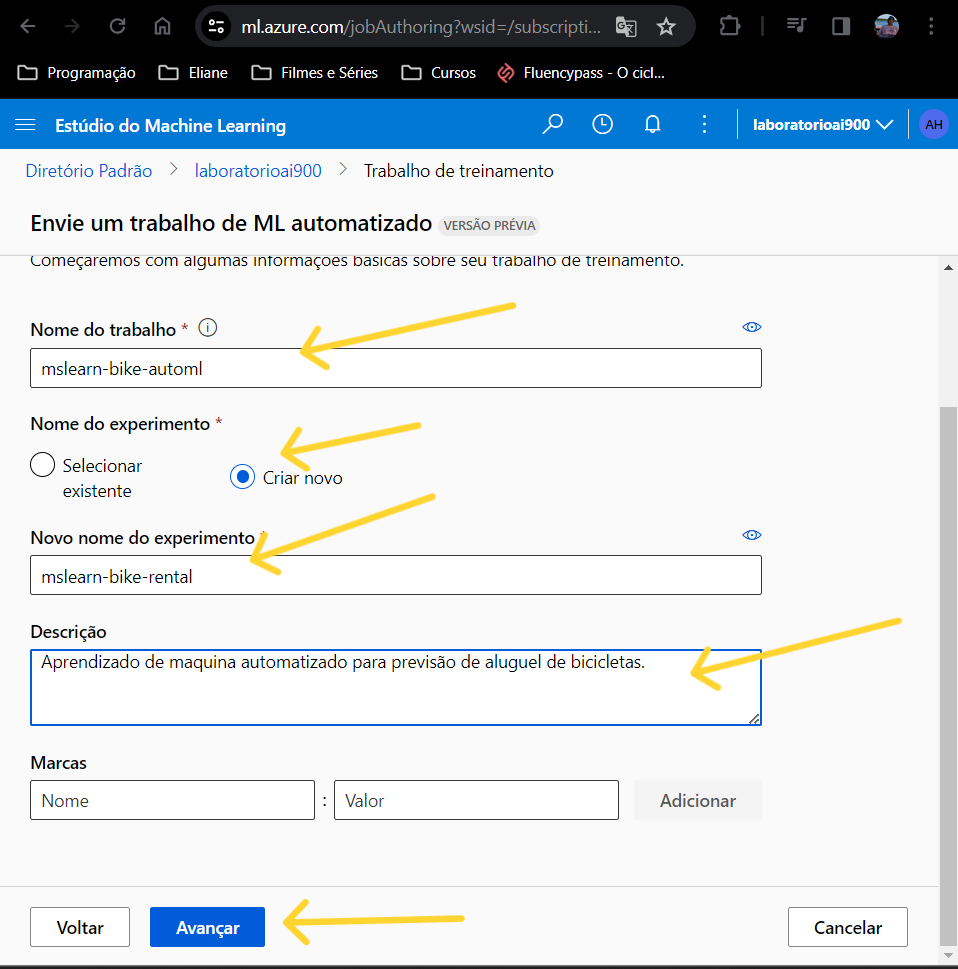 ml.azure.com/jobAuthoring?wsid=/subscripti...
Programação Eliane Filmes e Séries Cursos Fluencypass - O cicl...
Estúdio do Machine Learning laboratorioai900 AH
Diretório Padrão > laboratorioai900 > Trabalho de treinamento
Envie um trabalho de ML automatizado VERSÃO PRÉVIA
Começaremos com algumas informações básicas sobre seu trabalho de treinamento.
Nome do trabalho *
mslearn-bike-automl
Nome do experimento *
Selecionar
existente
Criar novo
Novo nome do experimento *
mslearn-bike-rental
Descrição
Aprendizado de maquina automatizado para previsão de aluguel de bicicletas.
Marcas
Nome : Valor Adicionar
Voltar Avançar Cancelar